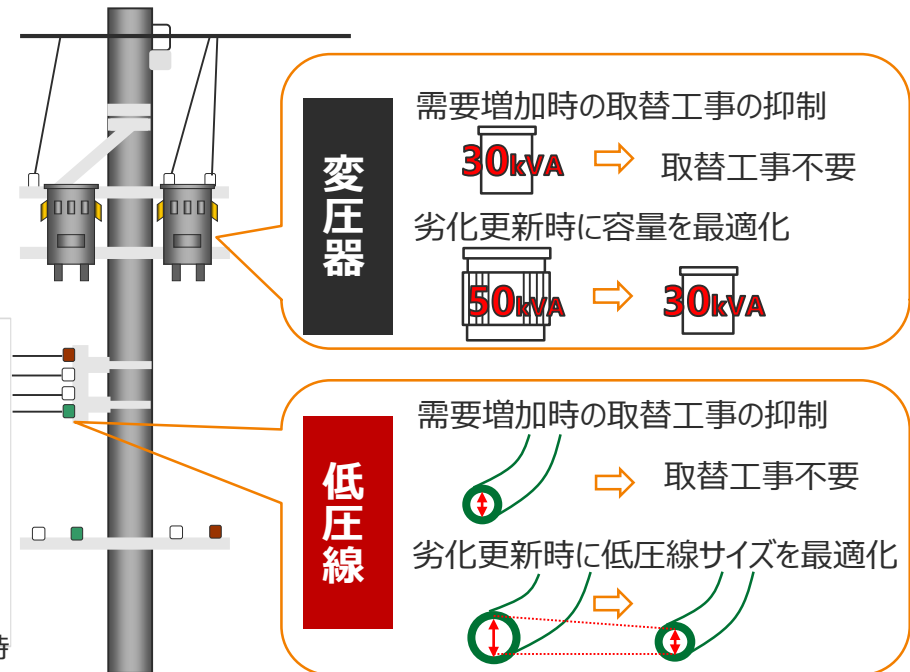 変圧器
需要増加時の取替工事の抑制
30kVA
取替工事不要
劣化更新時に容量を最適化
50kVA
30kVA
低圧線
需要増加時の取替工事の抑制
取替工事不要
劣化更新時に低圧線サイズを最適化
時